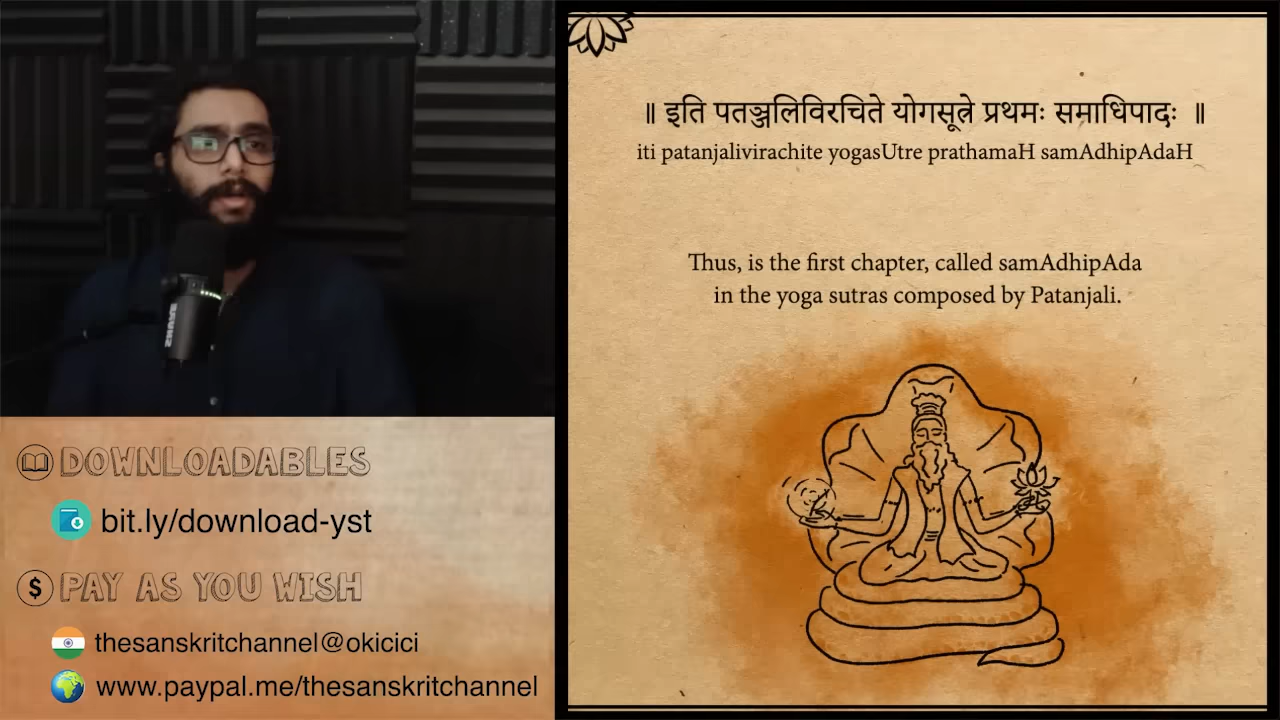 ॥ इति पतञ्जलिविरचिते योगसूत्रे प्रथमः समाधिपादः ॥
iti patanjalivirachite yogasUtre prathamaH samAdhipAdaH
Thus, is the first chapter, called samAdhipAda
in the yoga sutras composed by Patanjali.
DOWNLOADABLES
bit.ly/download-yst
$ PAY AS YOU WISH
thesanskritchannel@okicici
www.paypal.me/thesanskritchannel